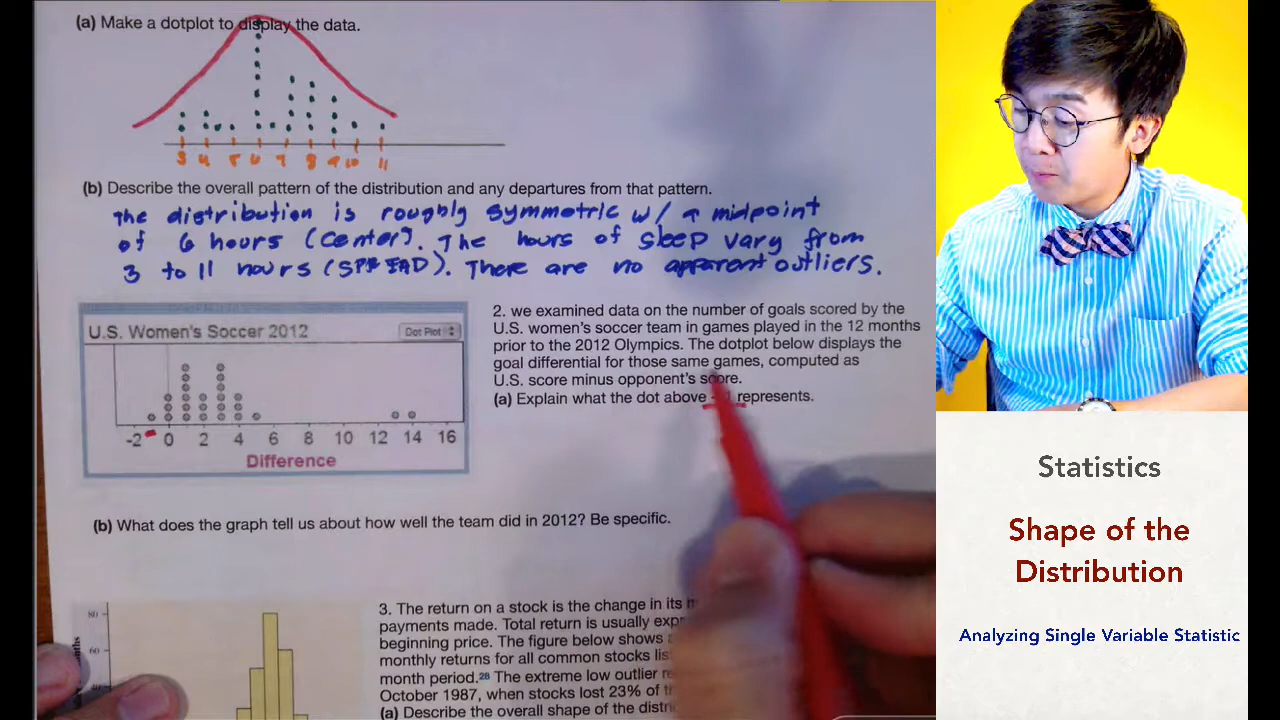 (a) Make a dotplot to display the data.
3 4 5 6 7 8 9 10 11
(b) Describe the overall pattern of the distribution and any departures from that pattern.
The distribution is roughly symmetric w/ a midpoint
of 6 hours (center). The hours of sleep vary from
3 to 11 hours (SPREAD). There are no apparent outliers.
U.S. Women's Soccer 2012
Dot Plot
-2 0 2 4 6 8 10 12 14 16
Difference
2. we examined data on the number of goals scored by the
U.S. women's soccer team in games played in the 12 months
prior to the 2012 Olympics. The dotplot below displays the
goal differential for those same games, computed as
U.S. score minus opponent's score.
(a) Explain what the dot above represents.
(b) What does the graph tell us about how well the team did in 2012? Be specific.
80
60
3. The return on a stock is the change in its
payments made. Total return is usually
beginning price. The figure below shows
monthly returns for all common stocks
month period.28 The extreme low outlier
October 1987, when stocks lost 23% of
(a) Describe the overall shape of the
Statistics
Shape of the
Distribution
Analyzing Single Variable Statistic